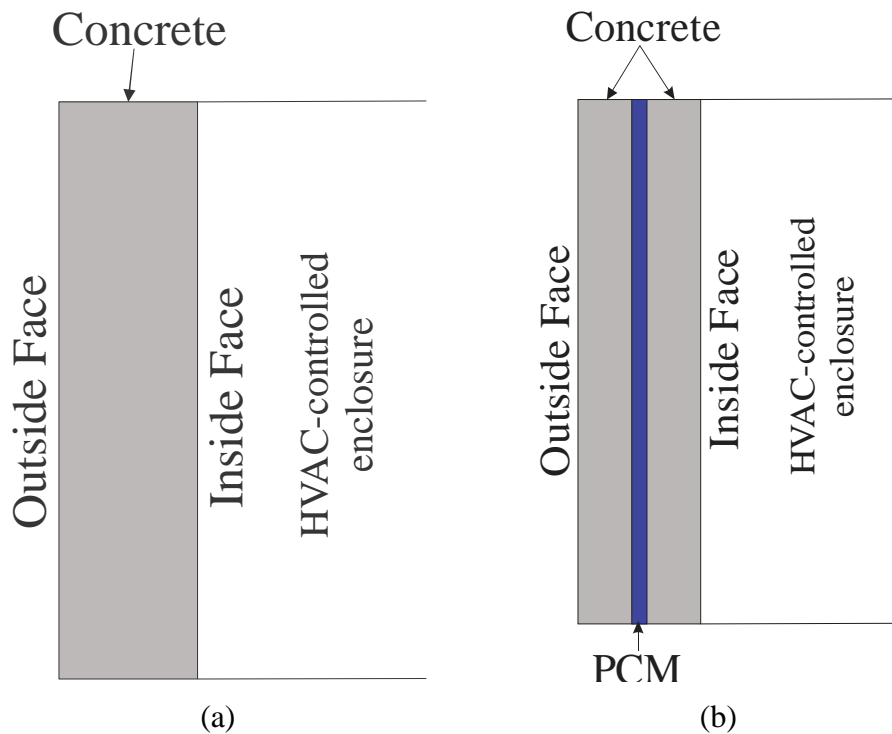 Concrete
Outside Face
Inside Face
HVAC-controlled
enclosure
(a)
Concrete
Outside Face
Inside Face
HVAC-controlled
enclosure
PCM
(b)